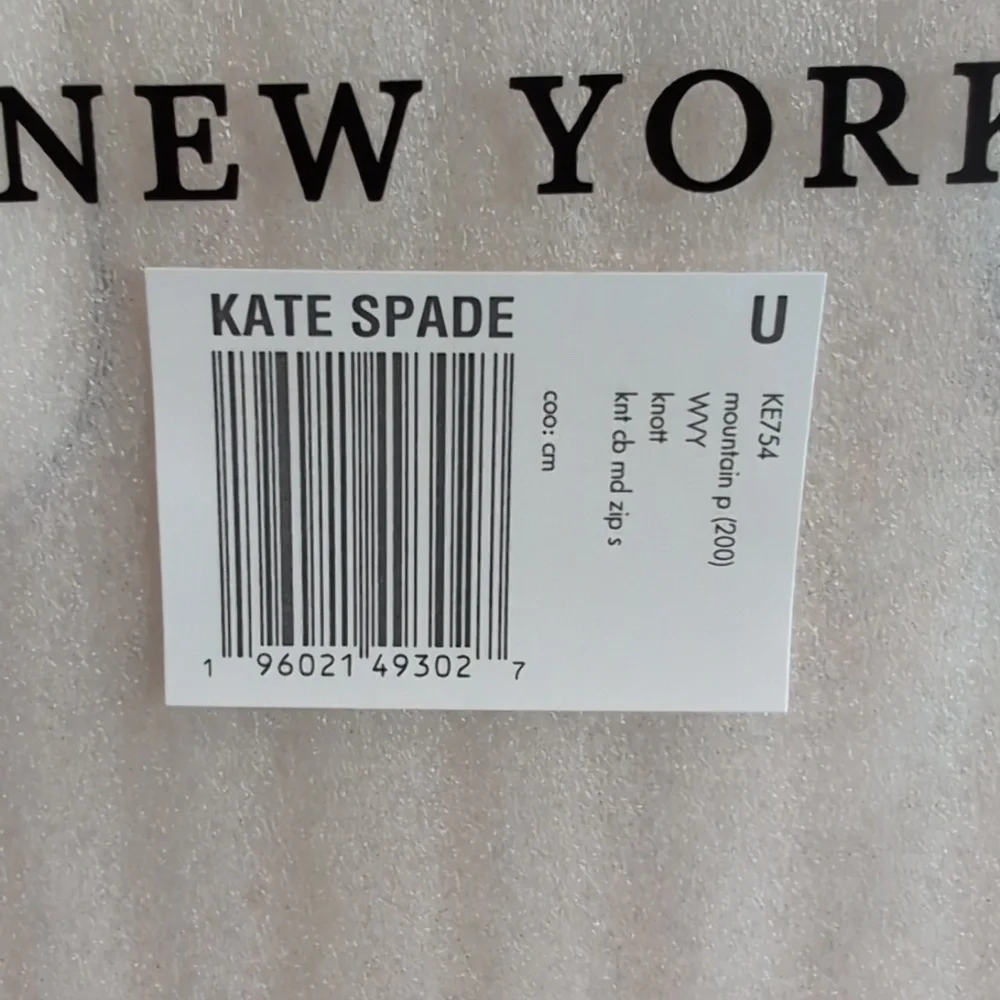 NEW YORK
KATE SPADE
U
1 96021 49302 7
KE754
mountain p (200)
WVY
knott
knt cb md zip s
coo: cm